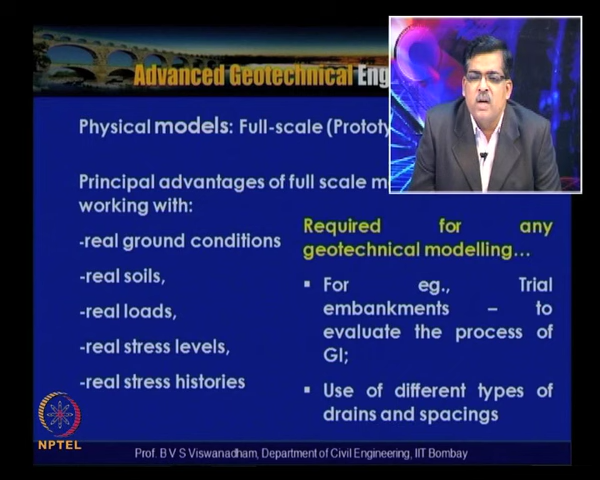 Advanced Geotechnical Eng
Physical models: Full-scale (Prototy
Principal advantages of full scale m
working with:
-real ground conditions
-real soils,
-real loads,
-real stress levels,
-real stress histories
Required for any
geotechnical modelling...
▪ For eg., Trial
embankments – to
evaluate the process of
GI;
▪ Use of different types of
drains and spacings
NPTEL
Prof. B V S Viswanadham, Department of Civil Engineering, IIT Bombay